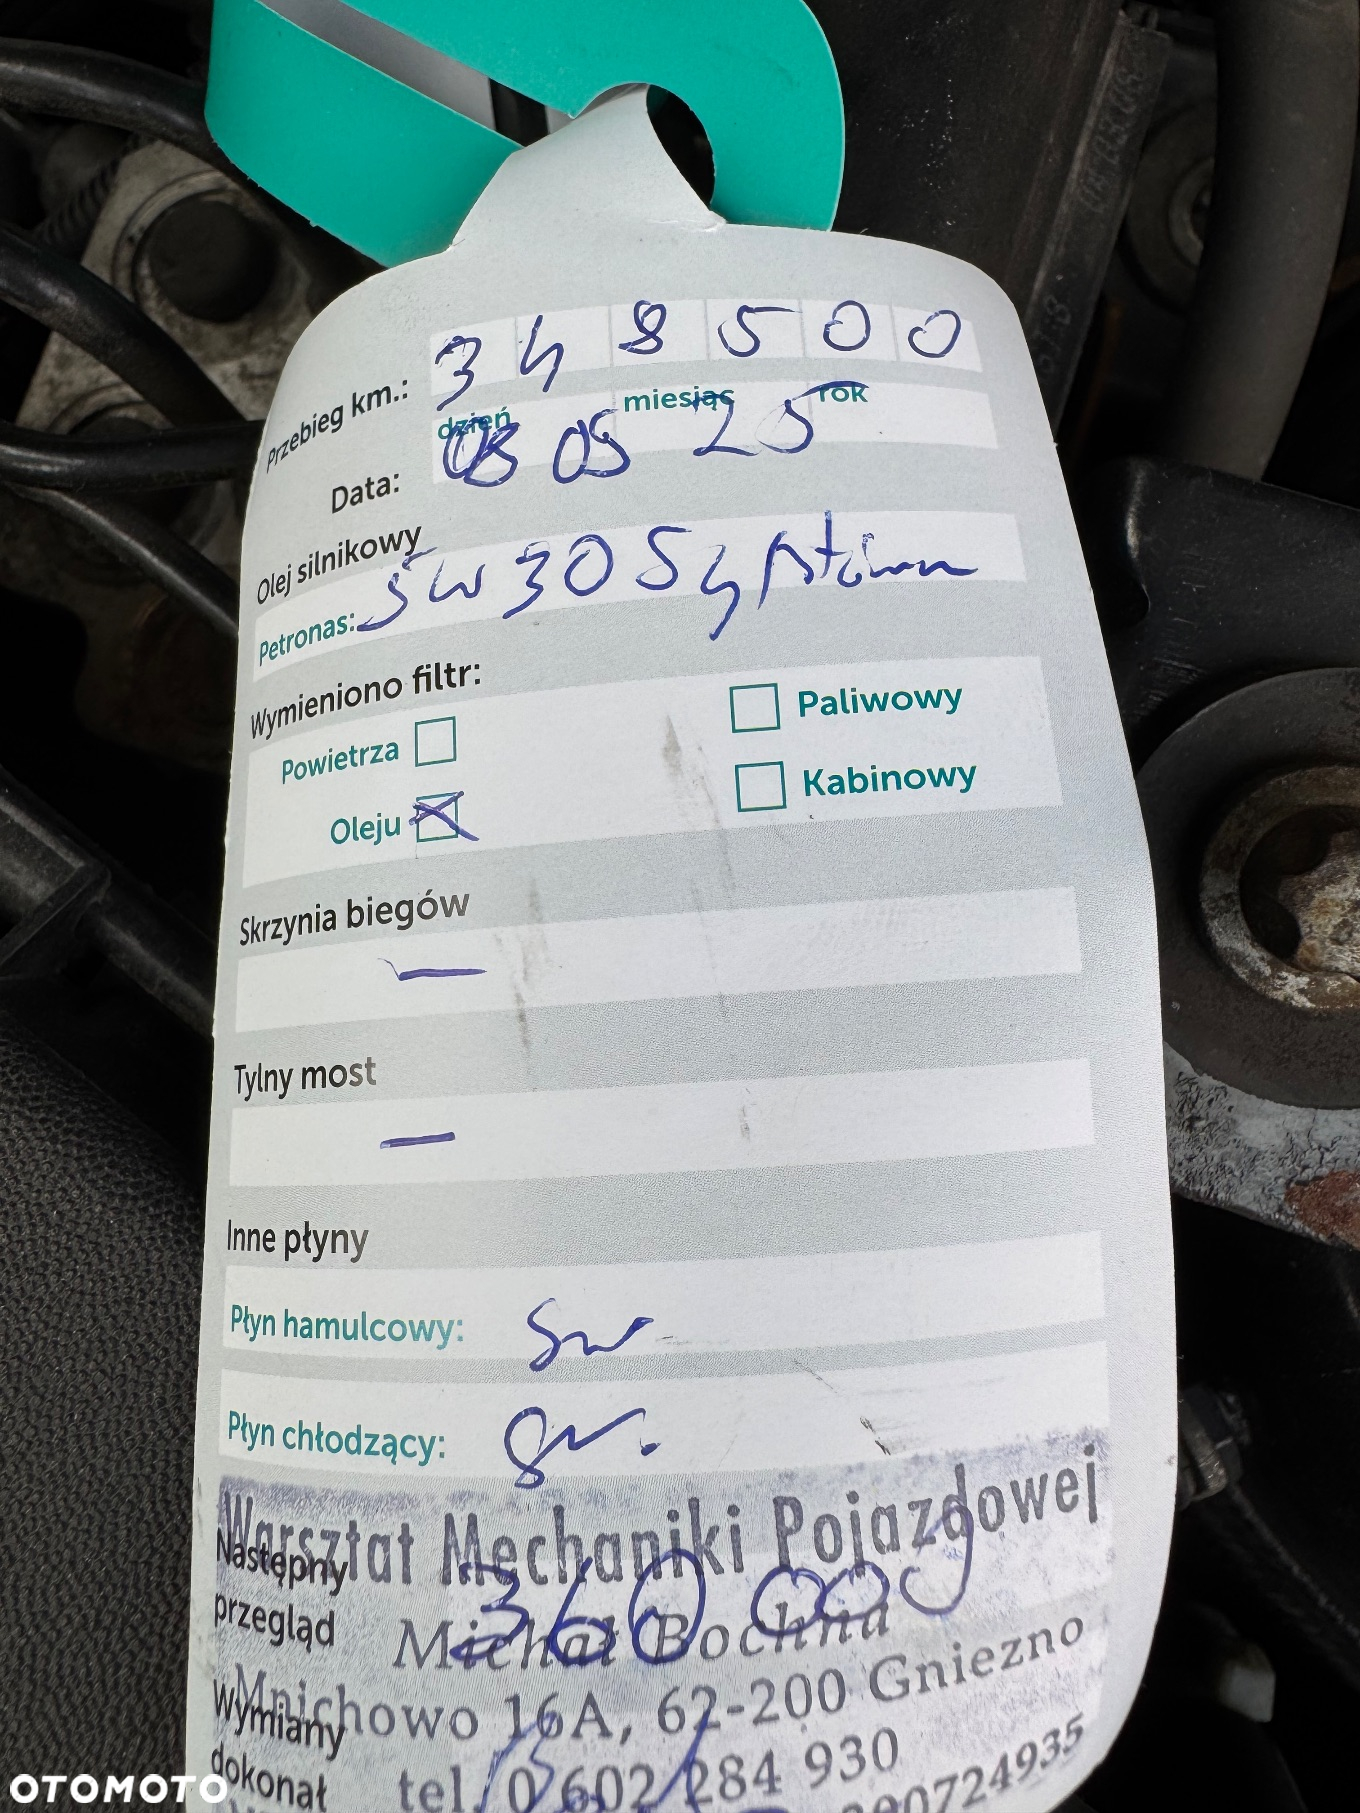 Przebieg km.: 348500
dzień miesiąc rok
Data: 08 05 25
Olej silnikowy
Petronas: 5W30 Syntium
Wymieniono filtr:
Powietrza Paliwowy
Oleju X Kabinowy
Skrzynia biegów
—
Tylny most
—
Inne płyny
Płyn hamulcowy:
Płyn chłodzący:
Warsztat Mechaniki Pojazdowej
Następny przegląd 360 000
Michał Bochna
Mnichowo 16A, 62-200 Gniezno
Wymiany dokonał
tel. 0 602 284 930
OTOMOTO